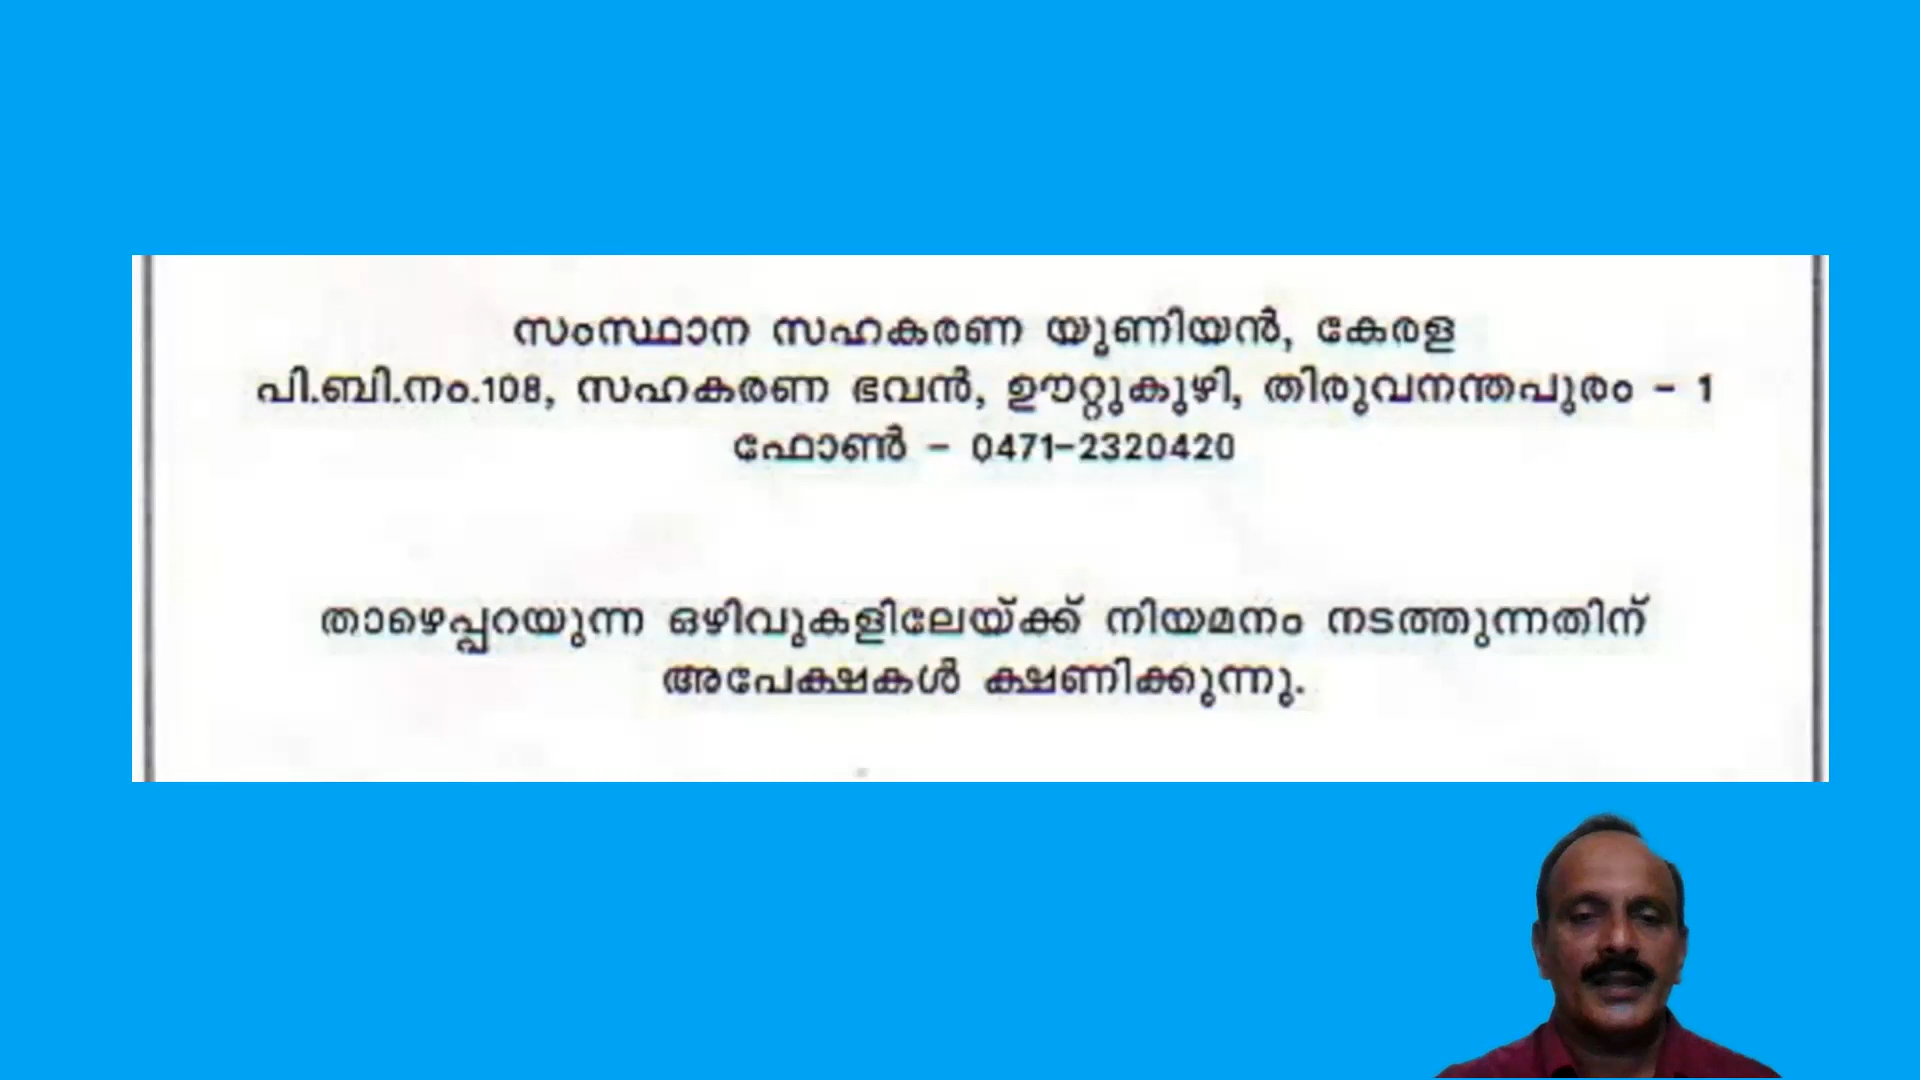 സംസ്ഥാന സഹകരണ യൂണിയൻ, കേരള
പി.ബി.നം.108, സഹകരണ ഭവൻ, ഊറ്റുകുഴി, തിരുവനന്തപുരം - 1
ഫോൺ - 0471-2320420
താഴെപ്പറയുന്ന ഒഴിവുകളിലേയ്ക്ക് നിയമനം നടത്തുന്നതിന്
അപേക്ഷകൾ ക്ഷണിക്കുന്നു.